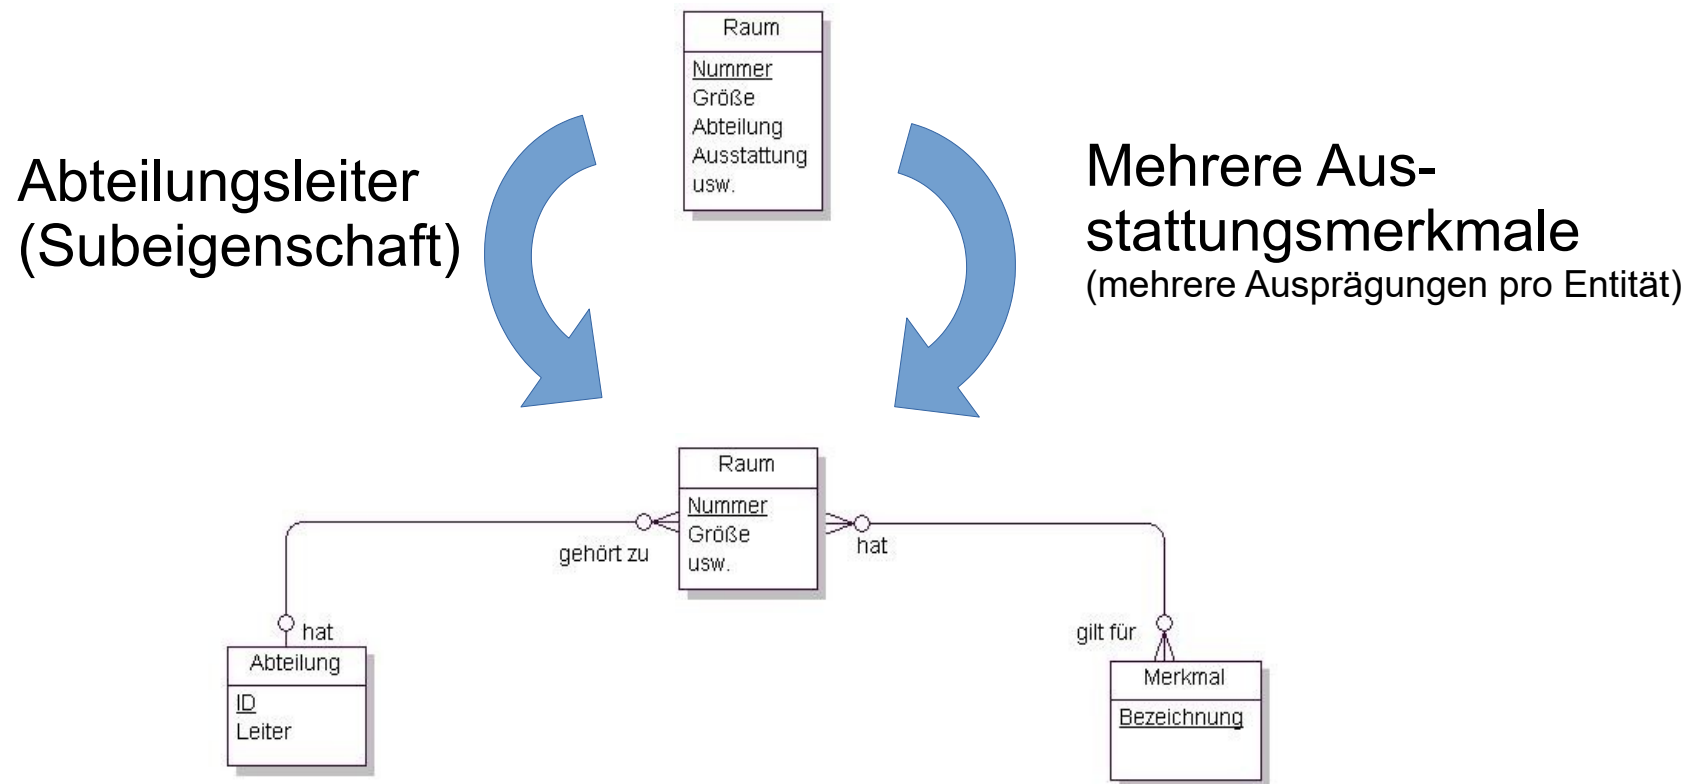 Raum
Nummer
Größe
Abteilung
Ausstattung
usw.
Abteilungsleiter
(Subeigenschaft)
Mehrere Aus-
stattungsmerkmale
(mehrere Ausprägungen pro Entität)
Raum
Nummer
Größe
usw.
gehört zu
hat
hat
gilt für
Abteilung
ID
Leiter
Merkmal
Bezeichnung